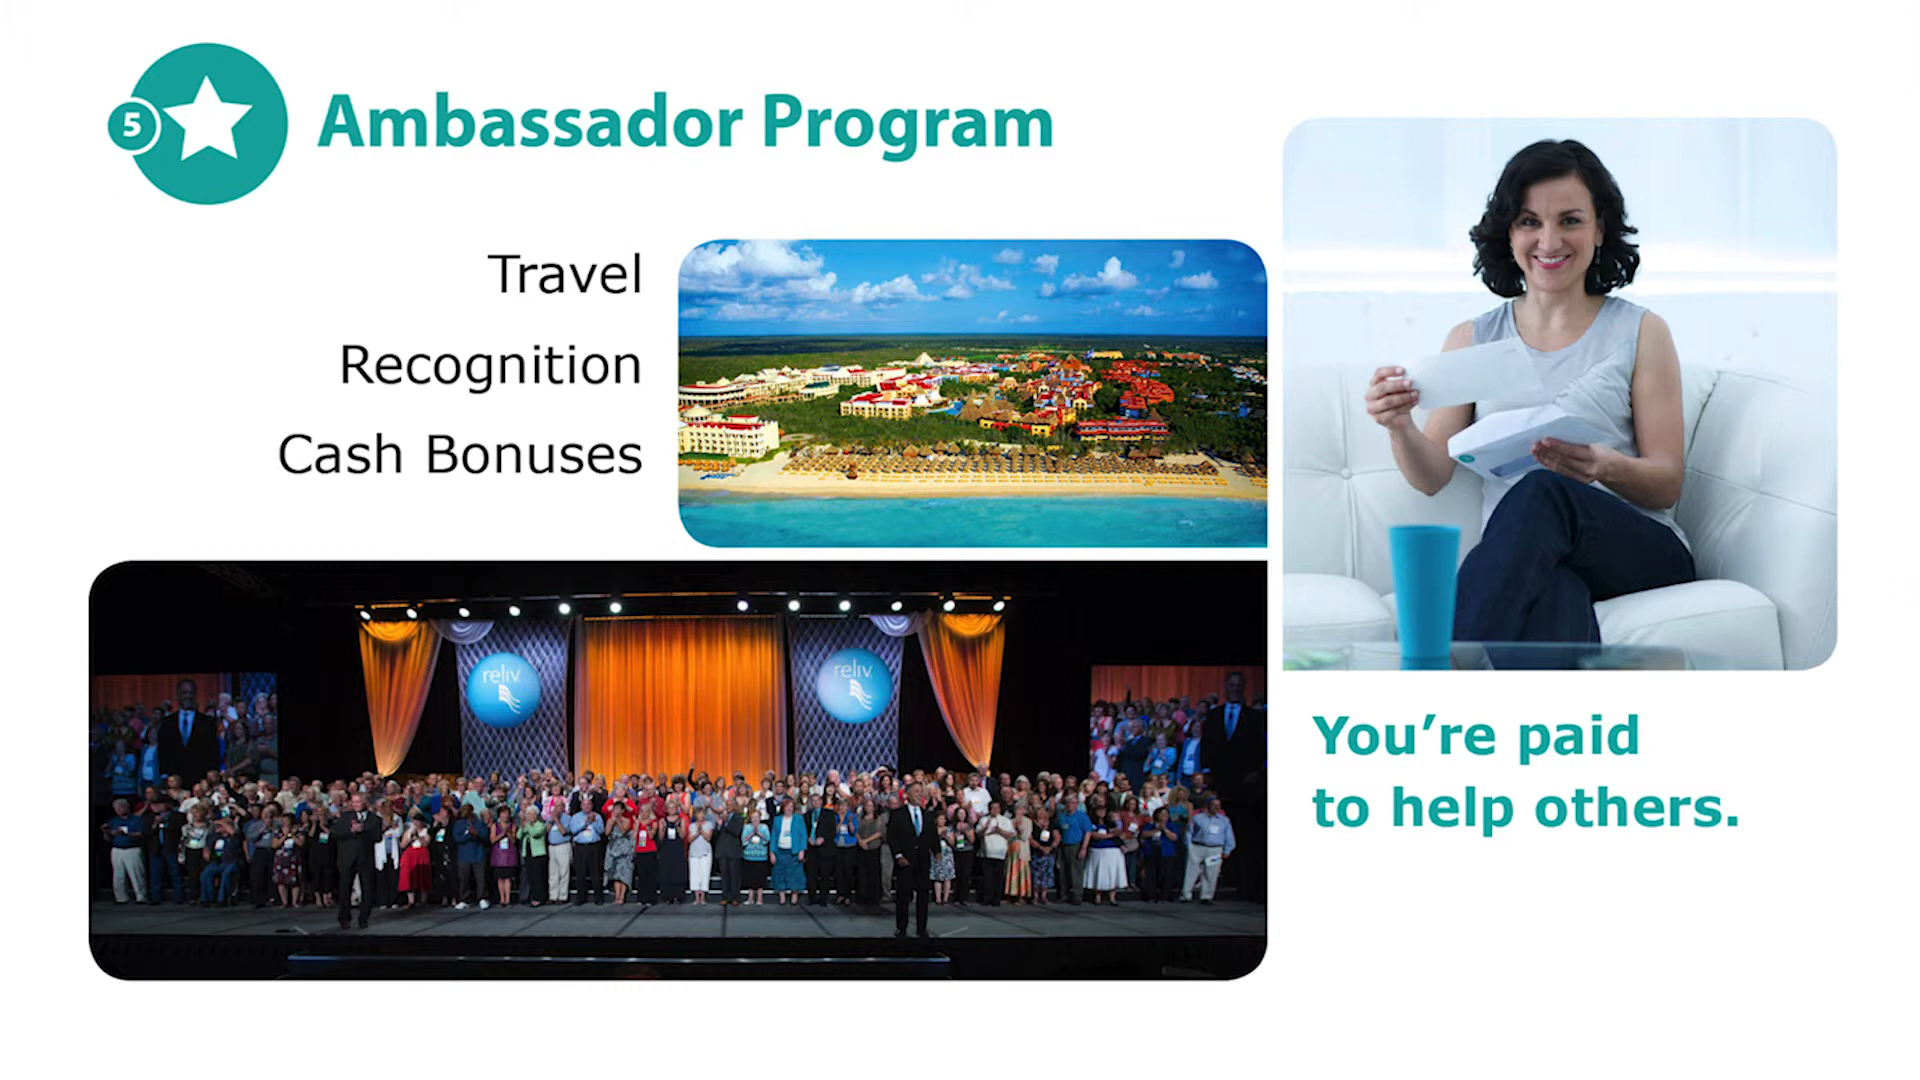 5
Ambassador Program
Travel
Recognition
Cash Bonuses
reliv
reliv
You’re paid
to help others.